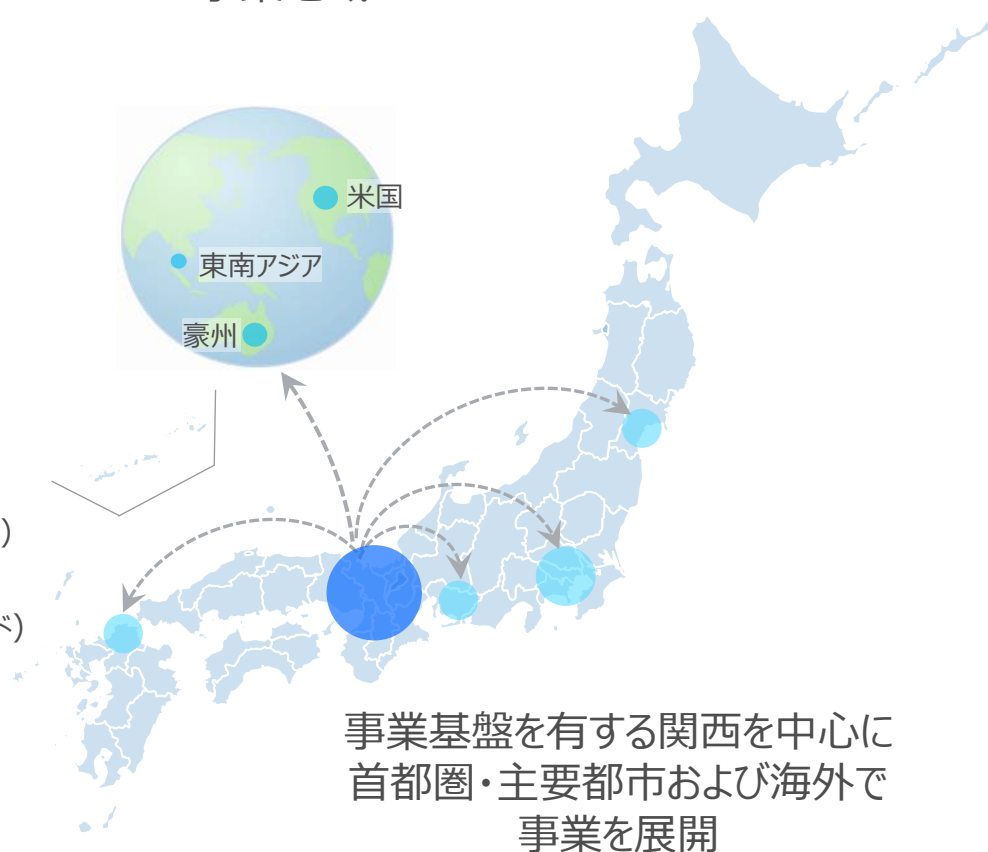 米国
東南アジア
豪州
)
ド)
事業基盤を有する関西を中心に
首都圏・主要都市および海外で
事業を展開